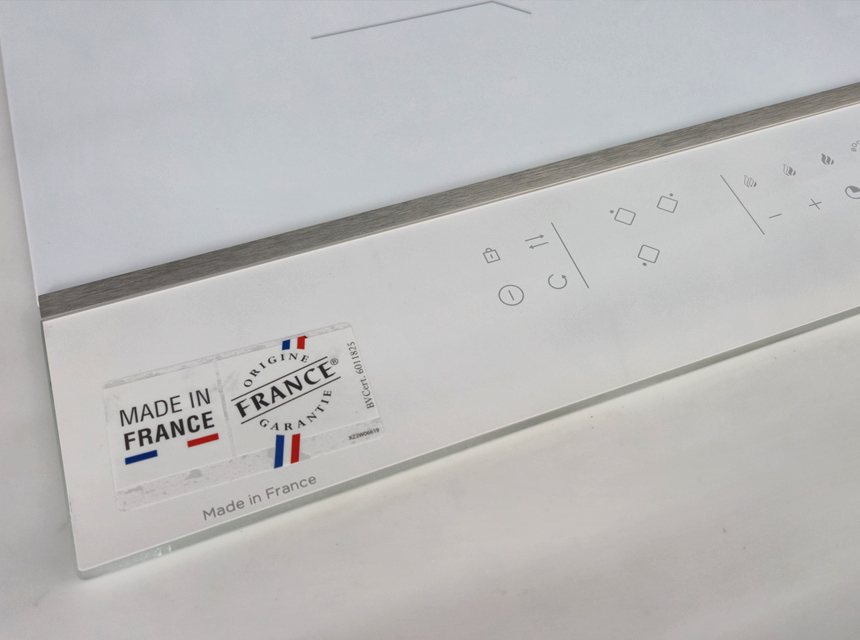 MADE IN
FRANCE
ORIGINE
FRANCE®
GARANTIE
BVCert. 6011825
Made in France